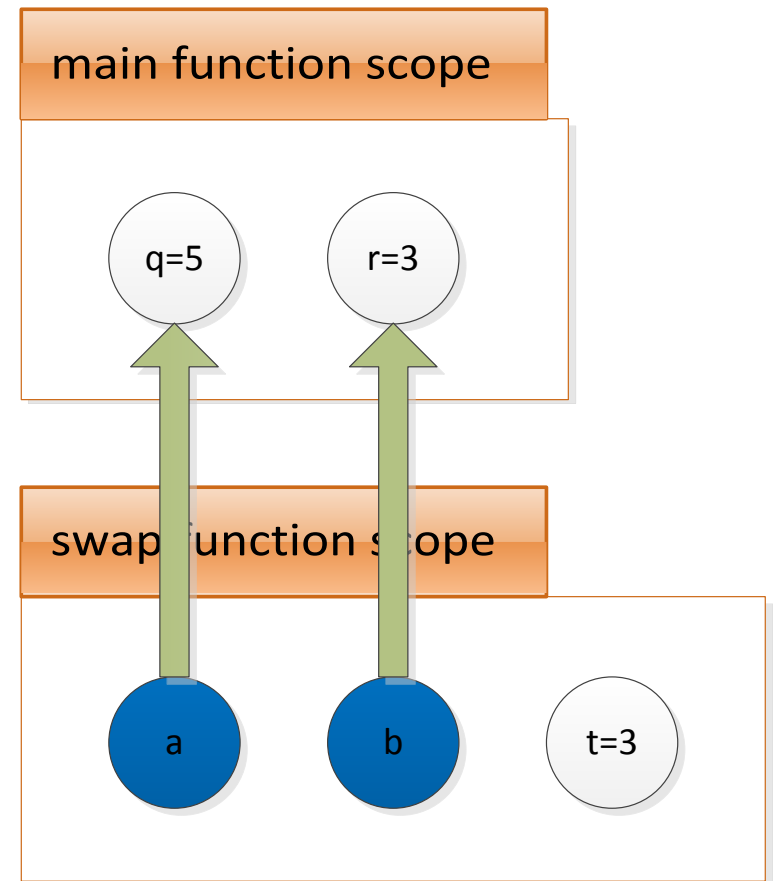 main function scope
q=5
r=3
swap function scope
a
b
t=3